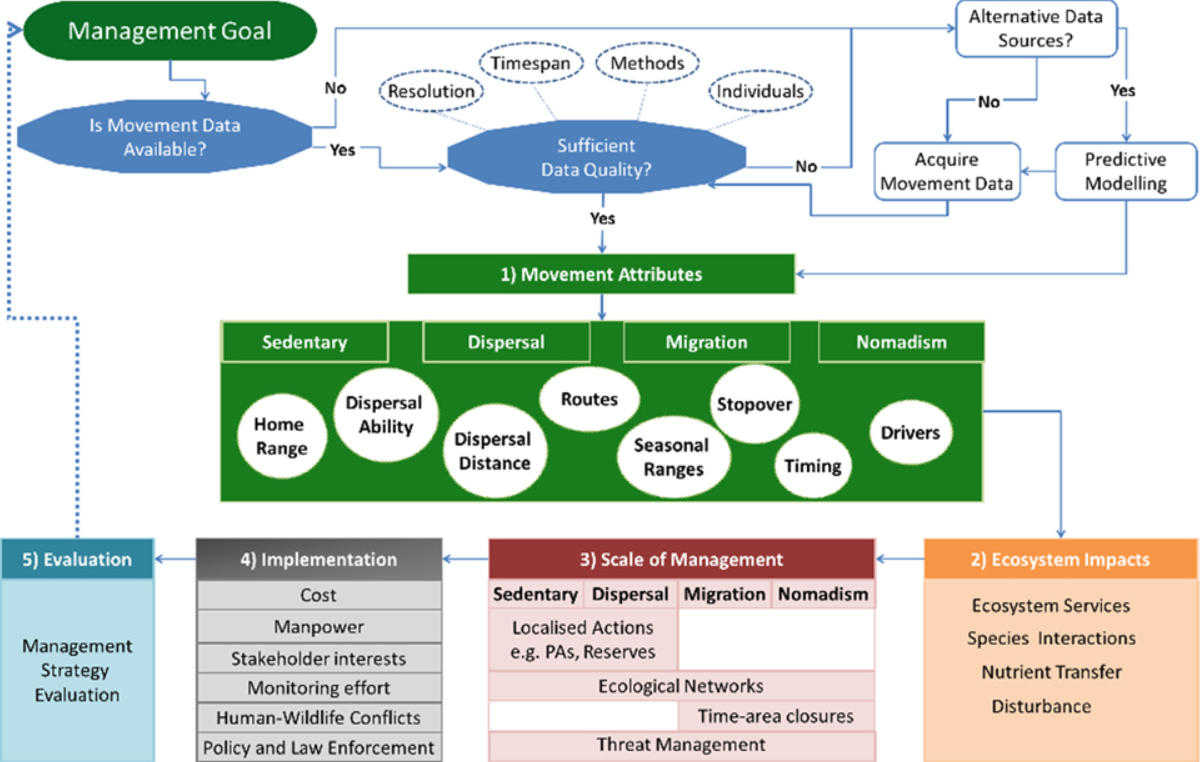 Management Goal
Alternative Data
Sources?
No
Timespan
Methods
Resolution
Individuals
No
Yes
Is Movement Data
Available?
Yes
Sufficient
Data Quality?
No
Acquire
Movement Data
Predictive
Modelling
Yes
1) Movement Attributes
Sedentary
Dispersal
Migration
Nomadism
Home
Range
Dispersal
Ability
Dispersal
Distance
Routes
Seasonal
Ranges
Stopover
Timing
Drivers
5) Evaluation
Management
Strategy
Evaluation
4) Implementation
Cost
Manpower
Stakeholder interests
Monitoring effort
Human-Wildlife Conflicts
Policy and Law Enforcement
3) Scale of Management
Sedentary
Dispersal
Migration
Nomadism
Localised Actions
e.g. PAs, Reserves
Ecological Networks
Time-area closures
Threat Management
2) Ecosystem Impacts
Ecosystem Services
Species Interactions
Nutrient Transfer
Disturbance